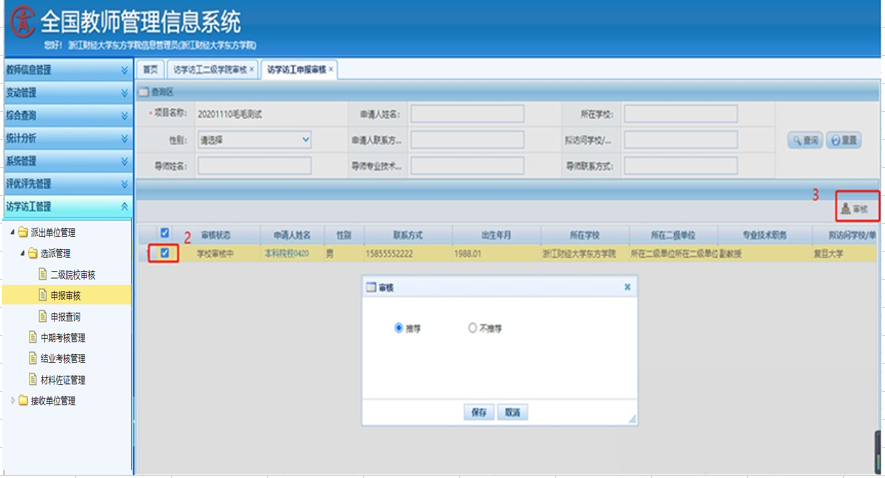 全国教师管理信息系统
您好! 浙江财经大学东方学院信息管理员(浙江财经大学东方学院)
教师信息管理
变动管理
综合查询
统计分析
系统管理
评优评先管理
访学访工管理
派出单位管理
选派管理
二级院校审核
申报审核
申报查询
中期考核管理
结业考核管理
材料佐证管理
接收单位管理
首页 访学访工二级学院审核 × 访学访工申报审核 ×
查询区
* 项目名称: 20201110毛毛测试 申请人姓名: 所在学校:
性别: 请选择 申请人联系方... 拟访问学校/... 查询 重置
导师姓名: 导师专业技术... 导师联系方式:
3
审核
审核状态 申请人姓名 性别 联系方式 出生年月 所在学校 所在二级单位 专业技术职务 拟访问学校/单
2
1 学校审核中 本科院校0420 男 15855552222 1988.01 浙江财经大学东方学院 所在二级单位所在二级单位 副教授 复旦大学
审核 ×
推荐 不推荐
保存 取消